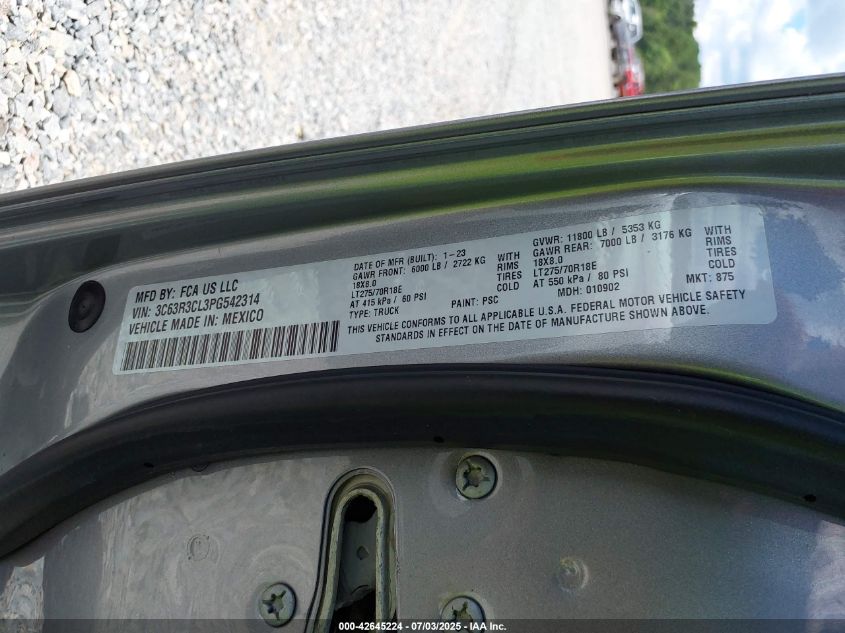 MFD BY: FCA US LLC
VIN: 3C63R3CL3PG542314
VEHICLE MADE IN: MEXICO
DATE OF MFR (BUILT): 1-23
GAWR FRONT: 6000 LB / 2722 KG WITH
18X8.0 RIMS
LT275/70R18E TIRES
AT 415 kPa / 60 PSI COLD
TYPE: TRUCK PAINT: PSC
GVWR: 11800 LB / 5353 KG
GAWR REAR: 7000 LB / 3176 KG WITH
18X8.0 RIMS
LT275/70R18E TIRES
AT 550 kPa / 80 PSI COLD
MDH: 010902 MKT: 875
THIS VEHICLE CONFORMS TO ALL APPLICABLE U.S.A. FEDERAL MOTOR VEHICLE SAFETY
STANDARDS IN EFFECT ON THE DATE OF MANUFACTURE SHOWN ABOVE.
000-42645224 - 07/03/2025 - IAA Inc.